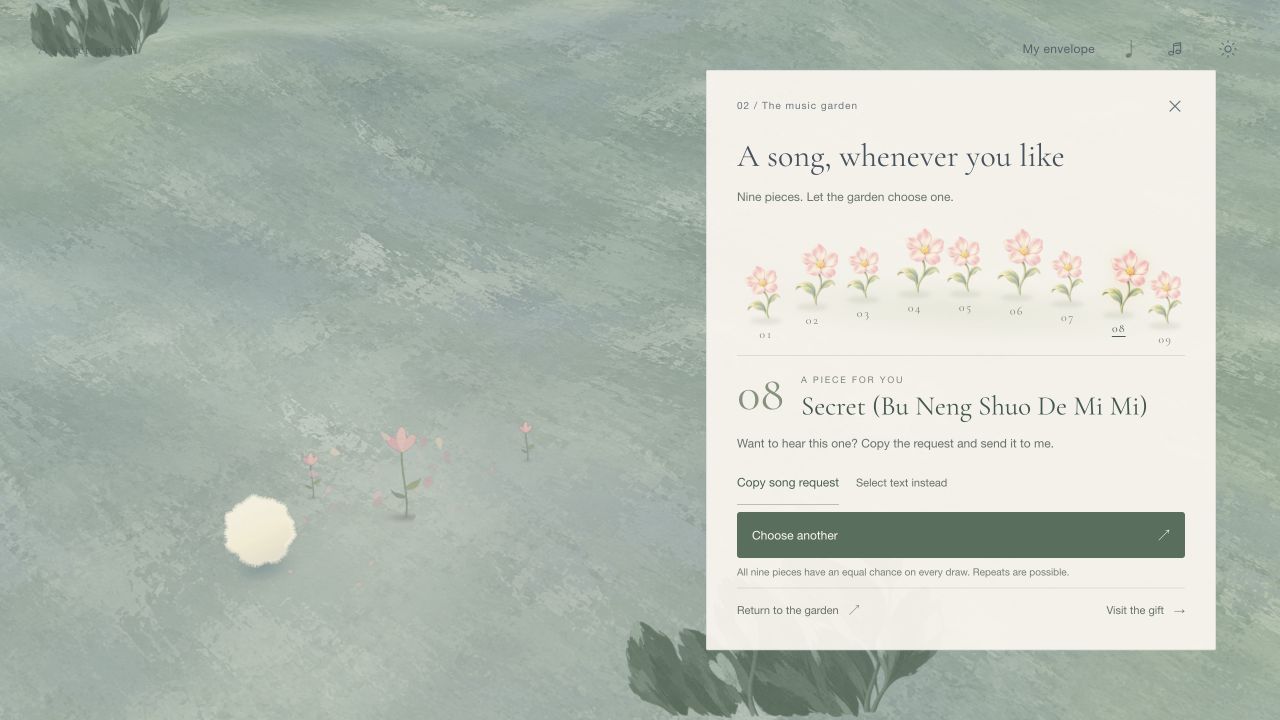 My envelope
02 / The music garden
A song, whenever you like
Nine pieces. Let the garden choose one.
01
02
03
04
05
06
07
08
09
08
A PIECE FOR YOU
Secret (Bu Neng Shuo De Mi Mi)
Want to hear this one? Copy the request and send it to me.
Copy song request
Select text instead
Choose another
All nine pieces have an equal chance on every draw. Repeats are possible.
Return to the garden
Visit the gift